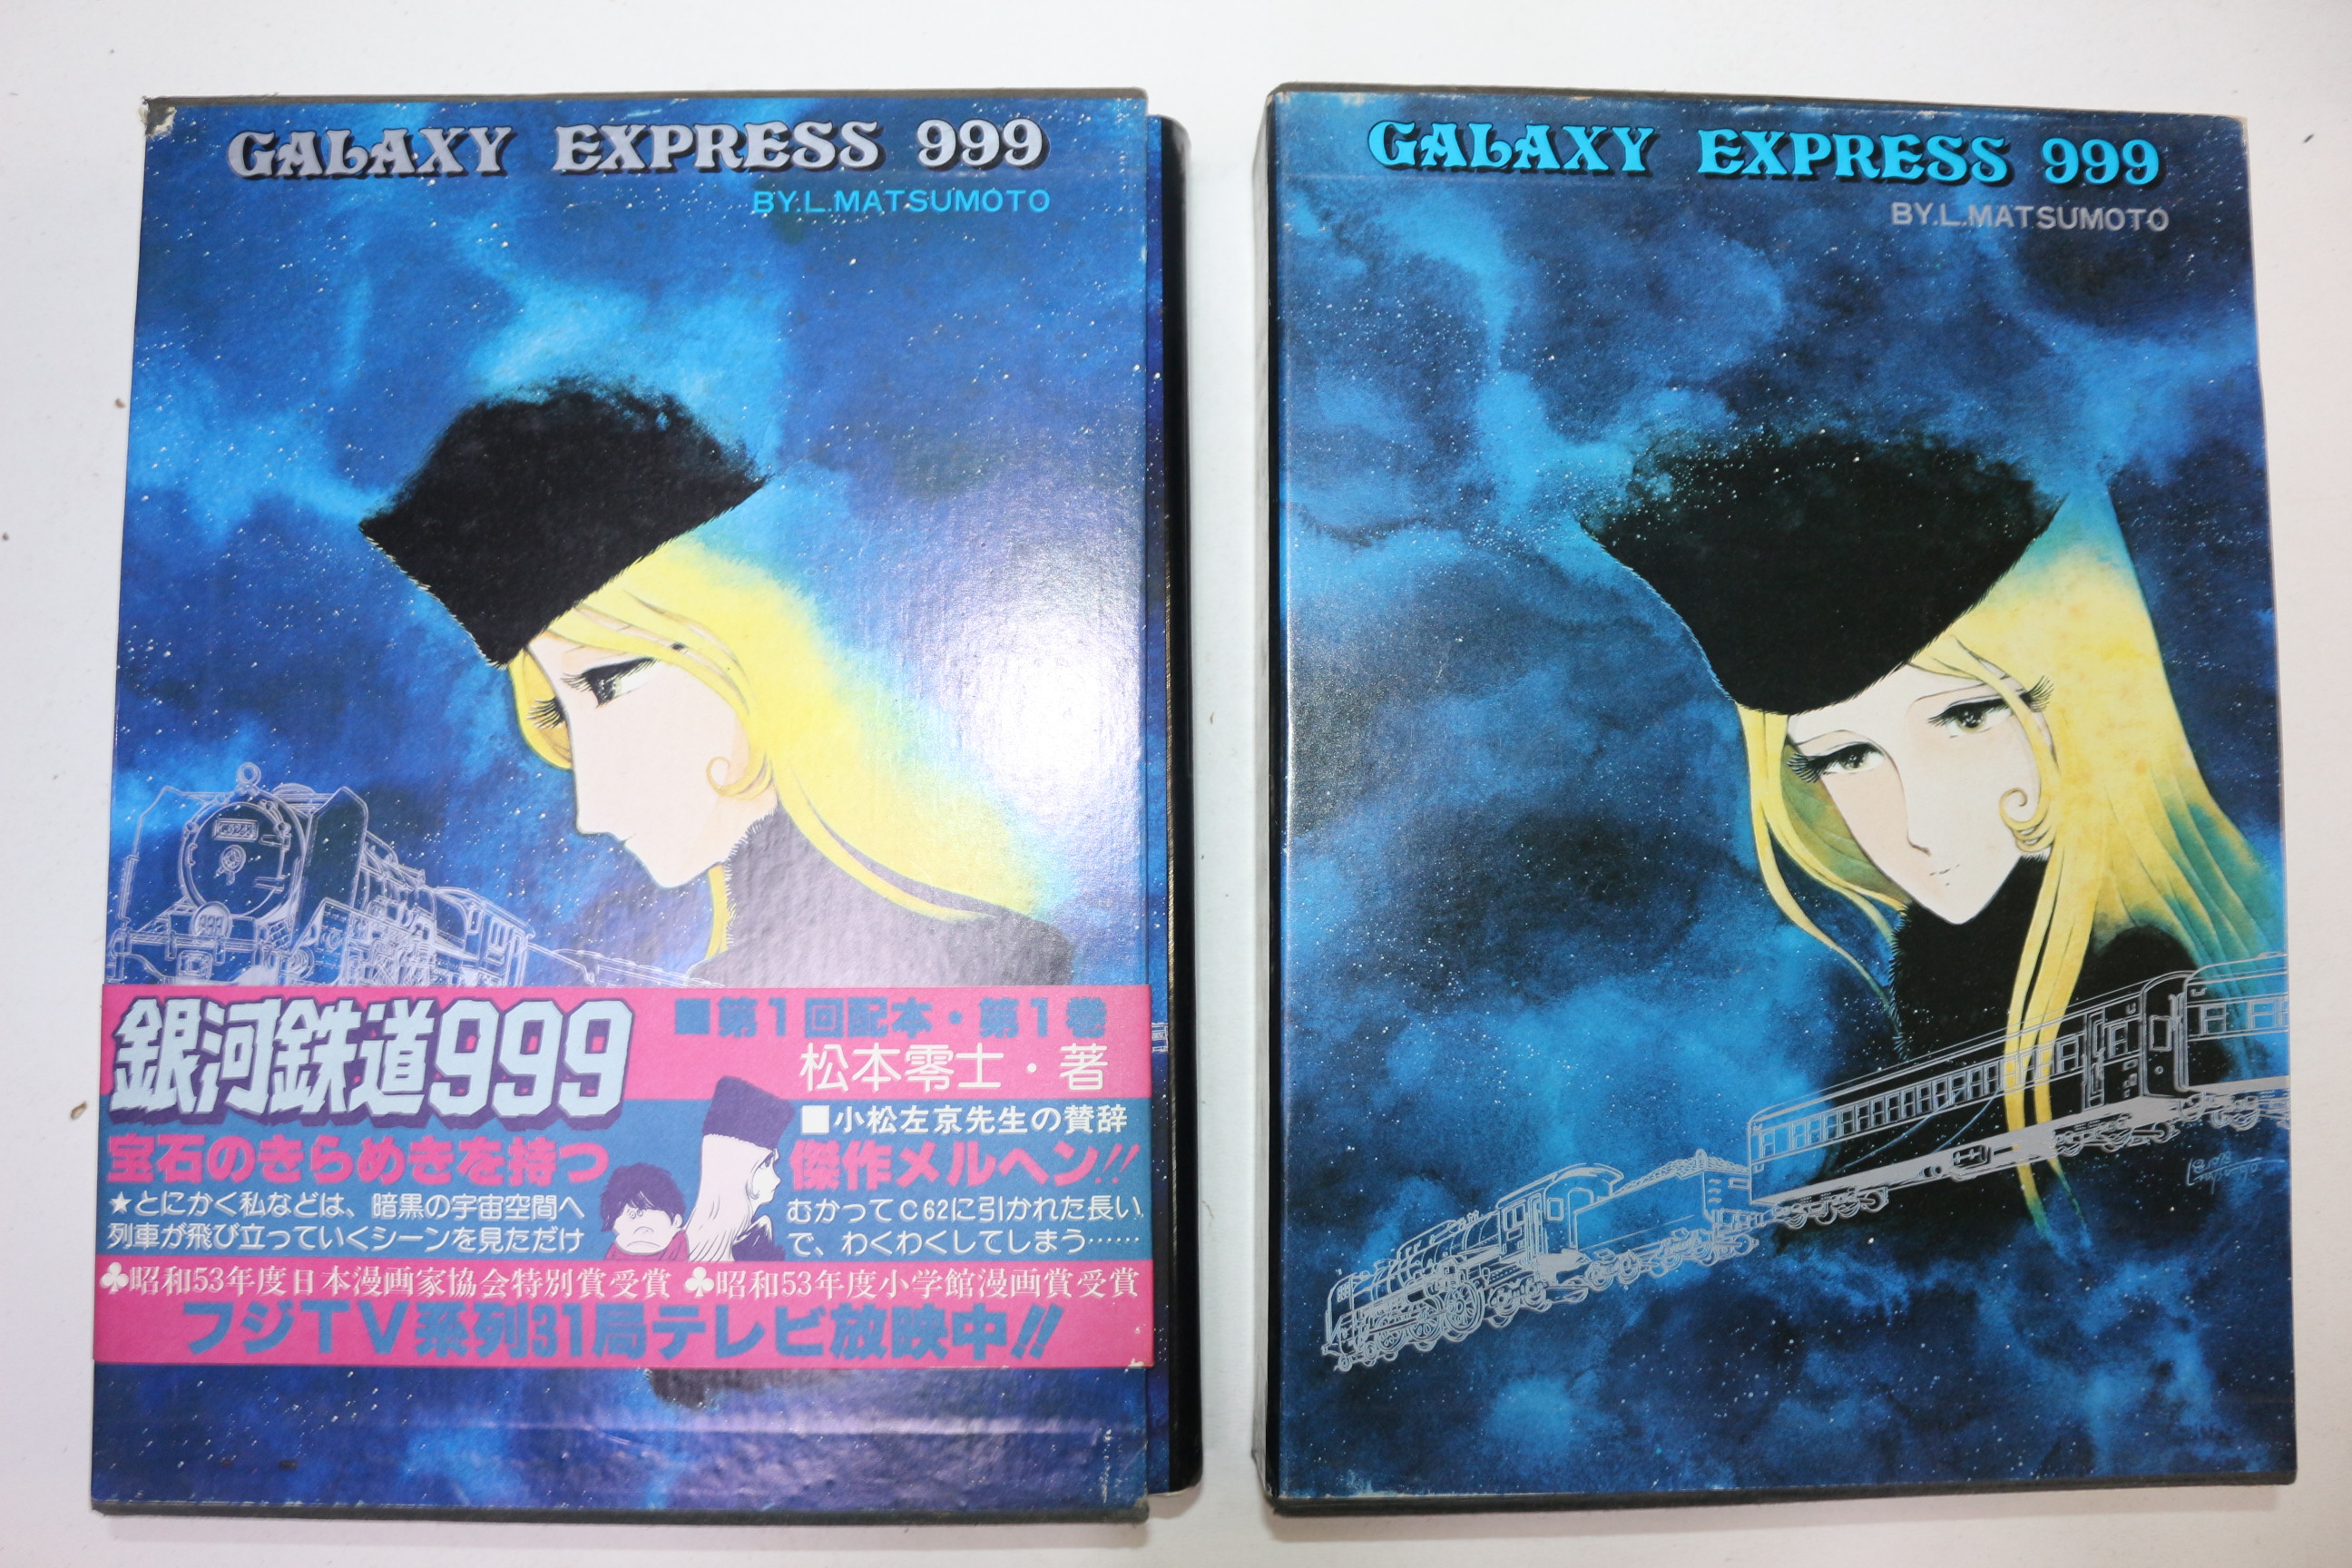 GALAXY EXPRESS 999
BY.L.MATSUMOTO
銀河鉄道999
■第1回配本・第1巻
松本零士・著
■小松左京先生の賛辞
宝石のきらめきを持つ
傑作メルヘン!!
★とにかく私などは、暗黒の宇宙空間へ
むかってC62に引かれた長い
列車が飛び立っていくシーンを見ただけ
で、わくわくしてしまう……
♣昭和53年度日本漫画家協会特別賞受賞 ♣昭和53年度小学館漫画賞受賞
フジTV系列31局テレビ放映中!!
GALAXY EXPRESS 999
BY.L.MATSUMOTO